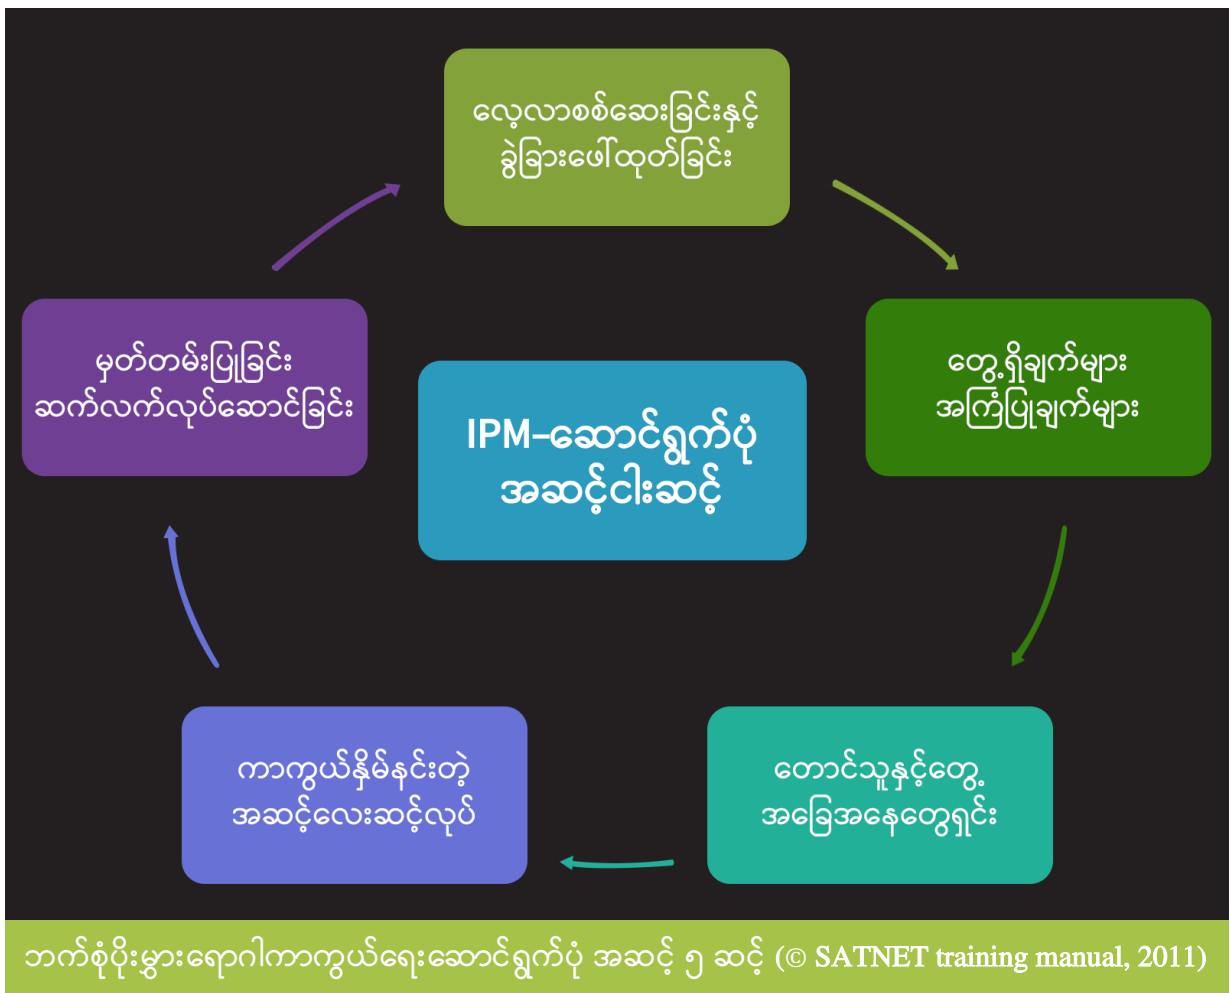 လေ့လာစစ်ဆေးခြင်းနှင့်
ခွဲခြားဖေါ်ထုတ်ခြင်း
တွေ့ရှိချက်များ
အကြံပြုချက်များ
တောင်သူနှင့်တွေ့
အခြေအနေတွေရှင်း
ကာကွယ်နှိမ်နင်းတဲ့
အဆင့်လေးဆင့်လုပ်
မှတ်တမ်းပြုခြင်း
ဆက်လက်လုပ်ဆောင်ခြင်း
IPM-ဆောင်ရွက်ပုံ
အဆင့်ငါးဆင့်
ဘက်စုံပိုးမွှားရောဂါကာကွယ်ရေးဆောင်ရွက်ပုံ အဆင့် ၅ ဆင့် (© SATNET training manual, 2011)